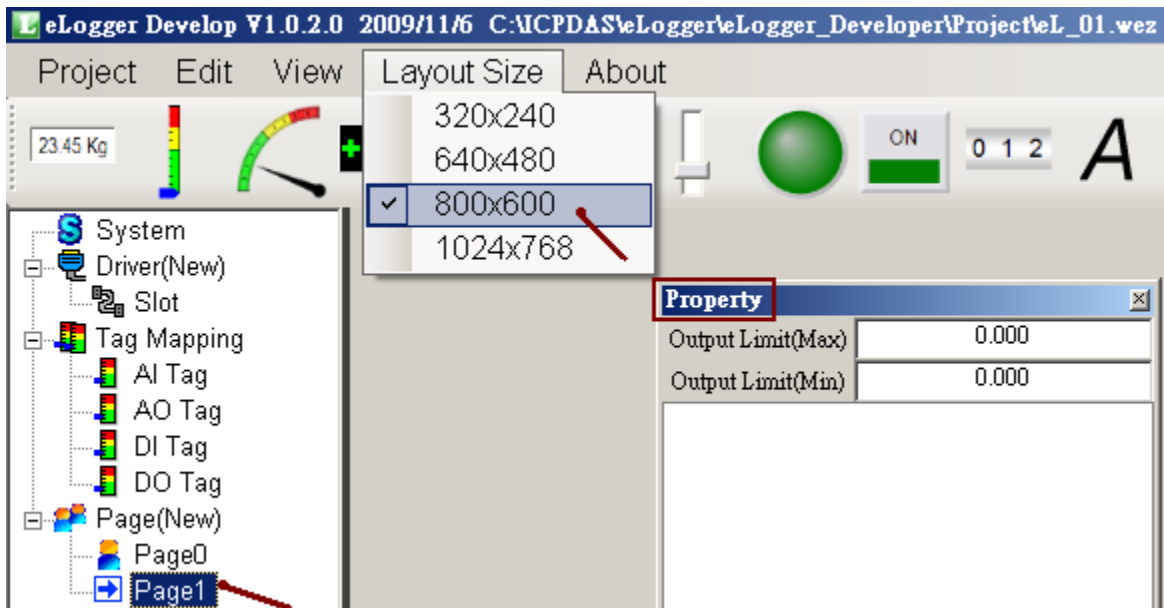 eLogger Develop V1.0.2.0 2009/11/6 C:\ICPDAS\eLogger\eLogger_Developer\Project\eL_01.wez
Project Edit View Layout Size About
320x240
640x480
800x600
1024x768
23.45 Kg
ON
0 1 2
A
System
Driver(New)
Slot
Tag Mapping
AI Tag
AO Tag
DI Tag
DO Tag
Page(New)
Page0
Page1
Property
Output Limit(Max) 0.000
Output Limit(Min) 0.000